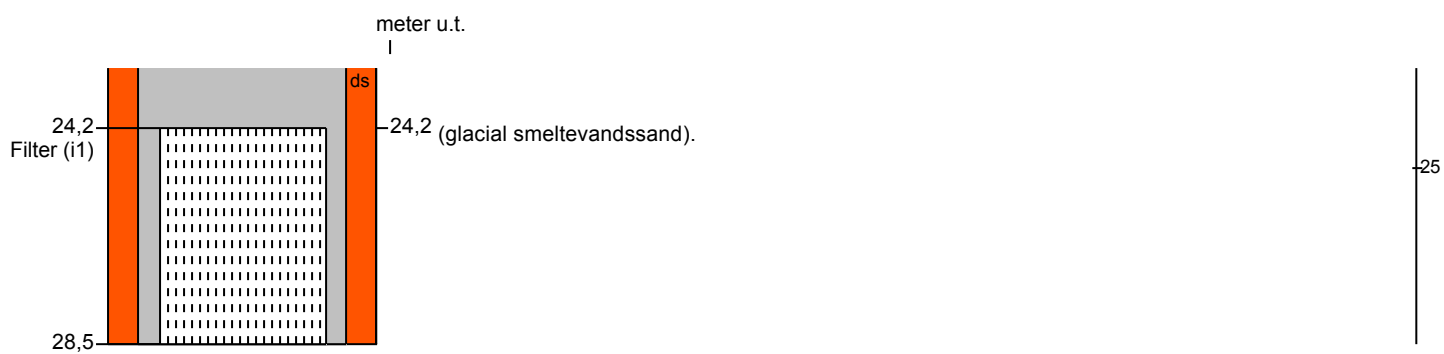 meter u.t.
ds
24,2
24,2 (glacial smeltevandssand).
Filter (i1)
25
28,5